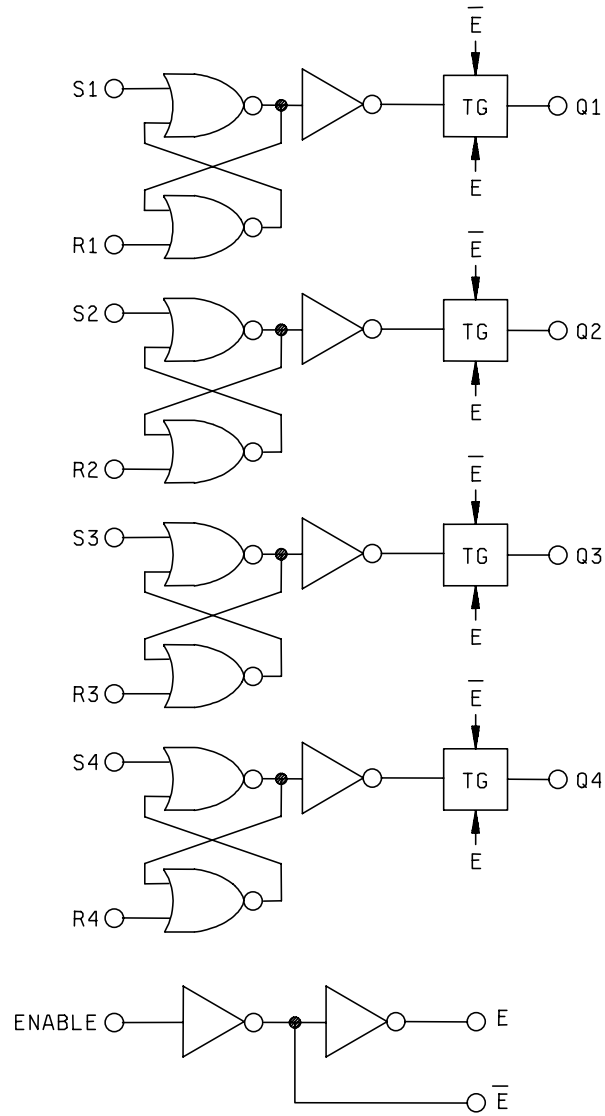 E̅
S1 TG Q1
E
R1
E̅
S2 TG Q2
E
R2
E̅
S3 TG Q3
E
R3
E̅
S4 TG Q4
E
R4
ENABLE E
E̅